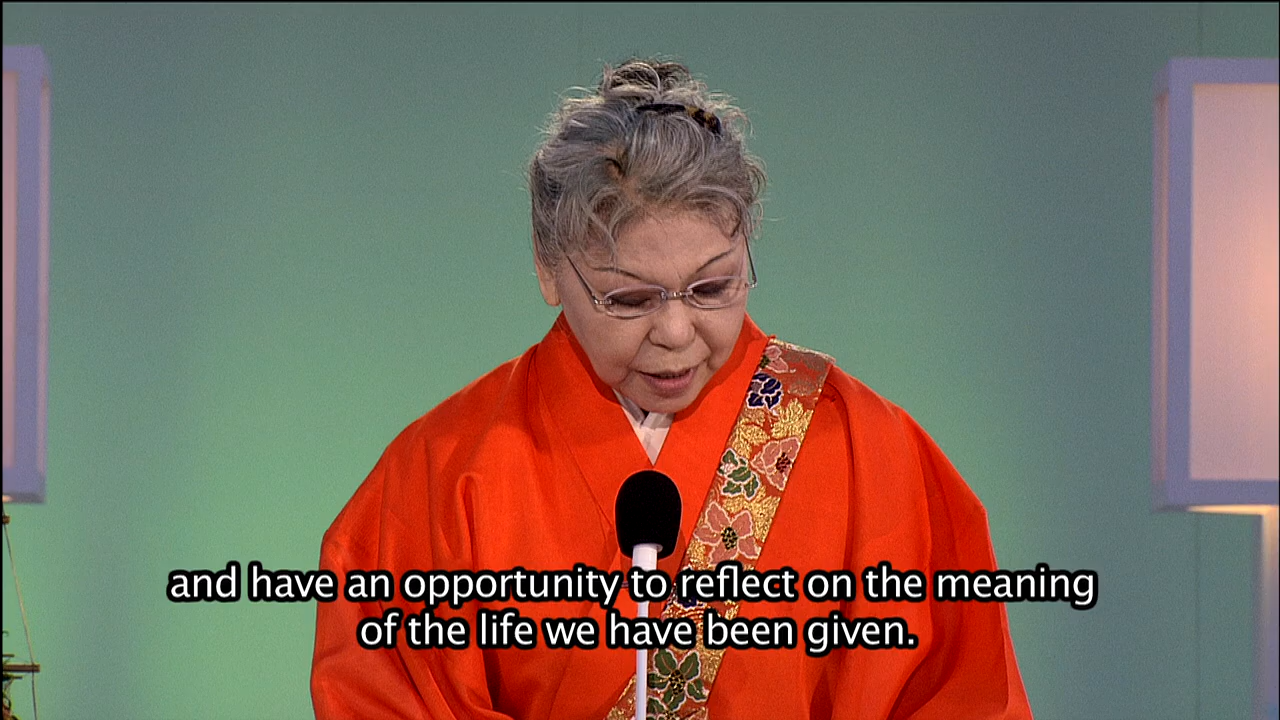 and have an opportunity to reflect on the meaning
of the life we have been given.